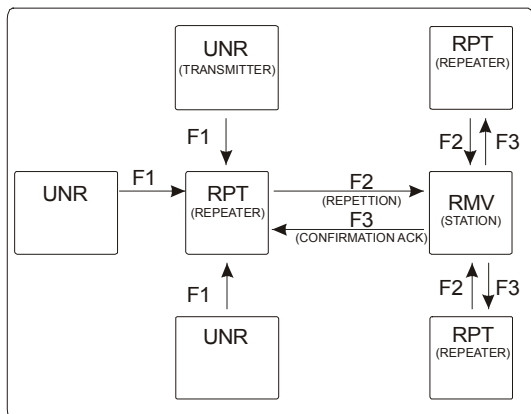 UNR
(TRANSMITTER)
RPT
(REPEATER)
F1
F2
F3
UNR
F1
RPT
(REPEATER)
F2
(REPETTION)
F3
(CONFIRMATION ACK)
RMV
(STATION)
F1
UNR
F2
F3
RPT
(REPEATER)